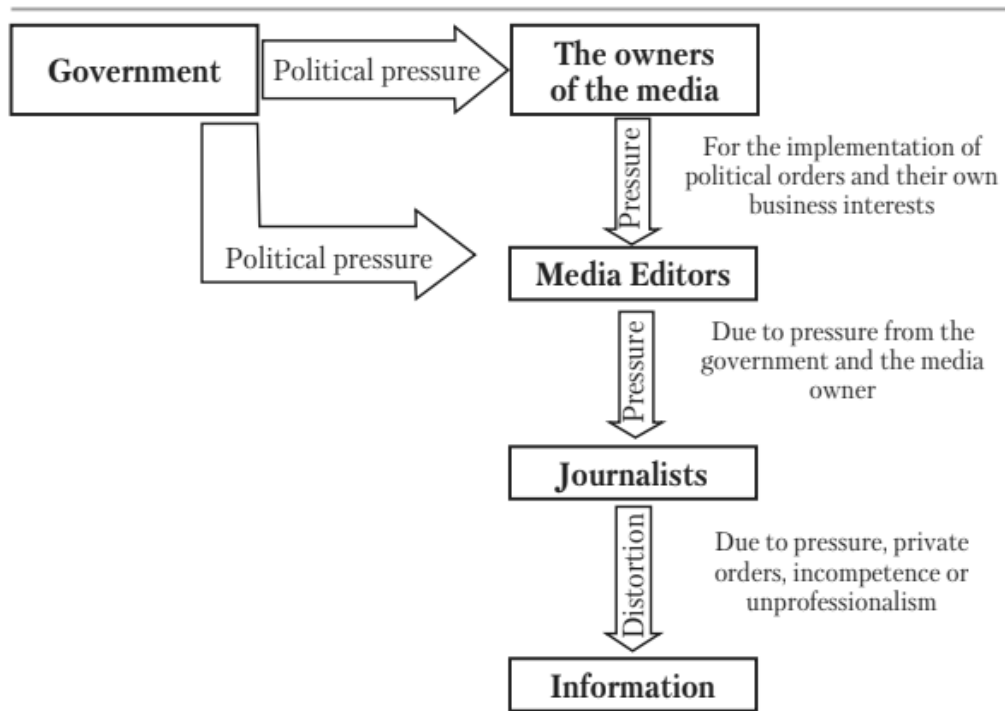 Government
Political pressure
The owners
of the media
Pressure
For the implementation of
political orders and their own
business interests
Political pressure
Media Editors
Pressure
Due to pressure from the
government and the media
owner
Journalists
Distortion
Due to pressure, private
orders, incompetence or
unprofessionalism
Information